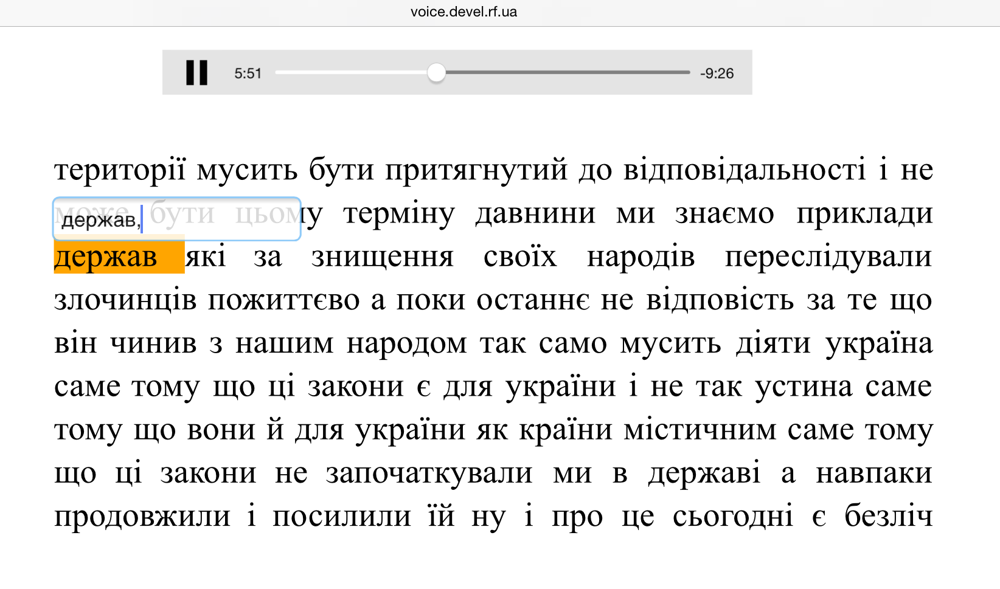 voice.devel.rf.ua
5:51 -9:26
території мусить бути притягнутий до відповідальності і не
може бути цьому терміну давнини ми знаємо приклади
держав,
держав які за знищення своїх народів переслідували
злочинців пожиттєво а поки останнє не відповість за те що
він чинив з нашим народом так само мусить діяти україна
саме тому що ці закони є для україни і не так устина саме
тому що вони й для україни як країни містичним саме тому
що ці закони не започаткували ми в державі а навпаки
продовжили і посилили їй ну і про це сьогодні є безліч